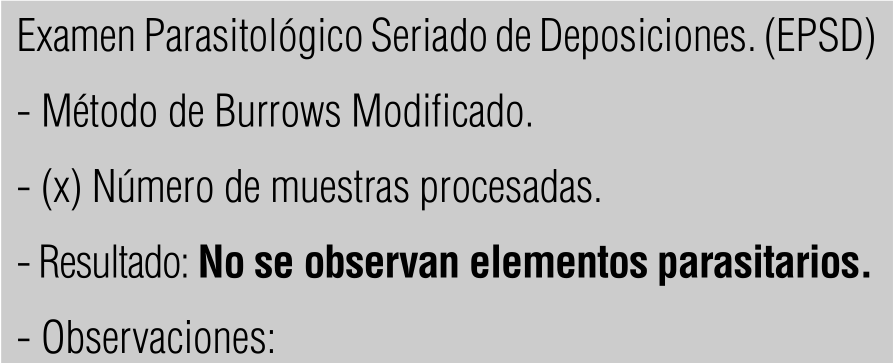 Examen Parasitológico Seriado de Deposiciones. (EPSD)
- Método de Burrows Modificado.
- (x) Número de muestras procesadas.
- Resultado: No se observan elementos parasitarios.
- Observaciones: